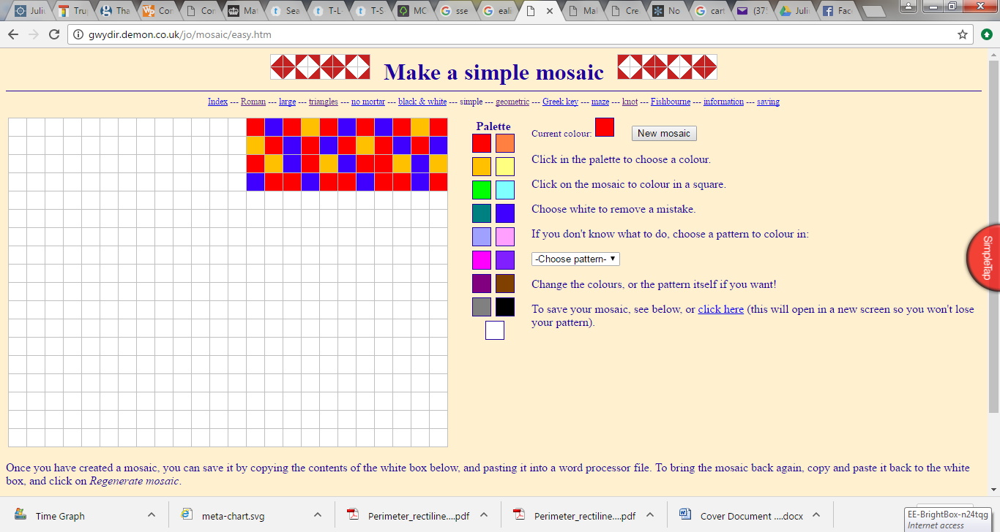 Juliu
Trup
Tha
Con
Con
Mat
Sea
T-L-
T-S
MC
sse
eali
Mal
Cre
No
cart
(37
Juli
Fac
gwydir.demon.co.uk/jo/mosaic/easy.htm
Make a simple mosaic
Index --- Roman --- large --- triangles --- no mortar --- black & white --- simple --- geometric --- Greek key --- maze --- knot --- Fishbourne --- information --- saving
Palette
Current colour:
New mosaic
Click in the palette to choose a colour.
Click on the mosaic to colour in a square.
Choose white to remove a mistake.
If you don't know what to do, choose a pattern to colour in:
-Choose pattern-
Change the colours, or the pattern itself if you want!
To save your mosaic, see below, or click here (this will open in a new screen so you won't lose
your pattern).
SimpleTap
Once you have created a mosaic, you can save it by copying the contents of the white box below, and pasting it into a word processor file. To bring the mosaic back again, copy and paste it back to the white
box, and click on Regenerate mosaic.
Time Graph
meta-chart.svg
Perimeter_rectiline....pdf
Perimeter_rectiline....pdf
Cover Document ....docx
EE-BrightBox-n24tqg
Internet access